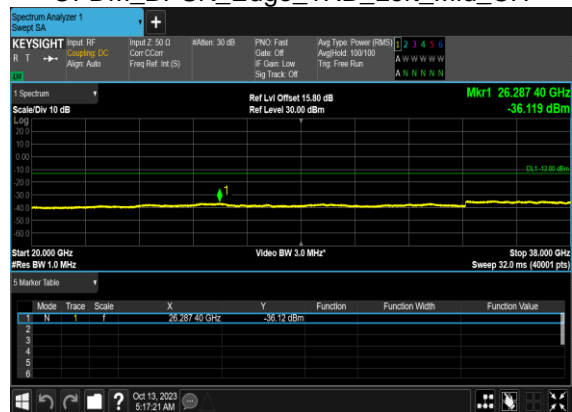 Spectrum Analyzer 1
Swept SA
+
KEYSIGHT Input: RF Input Z: 50 Ω #Atten: 30 dB PNO: Fast Avg Type: Power (RMS) 1 2 3 4 5 6
R T Coupling: DC Corr CCorr Gate: Off Avg|Hold: 100/100 A W W W W W
Align: Auto Freq Ref: Int (S) IF Gain: Low Trig: Free Run
LW Sig Track: Off A N N N N N
1 Spectrum Ref Lvl Offset 15.80 dB Mkr1 26.287 40 GHz
Scale/Div 10 dB Ref Level 30.00 dBm -36.119 dBm
Log
20.0
10.0
0.00
-10.0
DL1 -13.00 dBm
-20.0
-30.0
1
-40.0
-50.0
-60.0
Start 20.000 GHz Video BW 3.0 MHz* Stop 38.000 GHz
#Res BW 1.0 MHz Sweep 32.0 ms (40001 pts)
5 Marker Table
Mode Trace Scale X Y Function Function Width Function Value
1 N 1 f 26.287 40 GHz -36.12 dBm
2
3
4
5
6
? Oct 13, 2023
5:17:21 AM